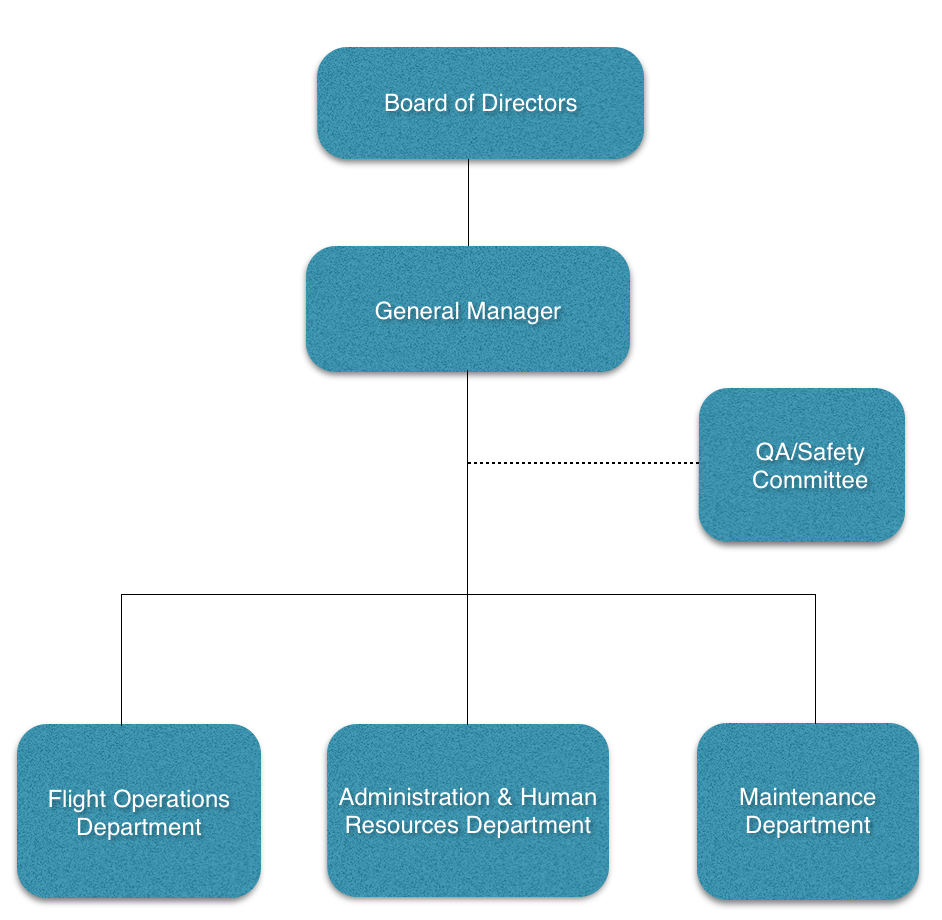 Board of Directors
General Manager
QA/Safety
Committee
Flight Operations
Department
Administration & Human
Resources Department
Maintenance
Department